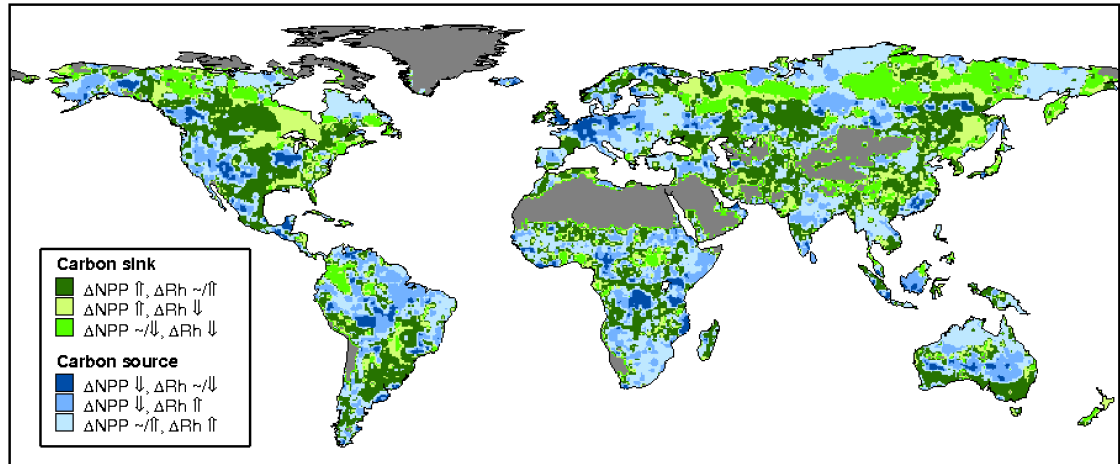 Carbon sink
ΔNPP ⇑, ΔRh ~/⇑
ΔNPP ⇑, ΔRh ⇓
ΔNPP ~/⇓, ΔRh ⇓
Carbon source
ΔNPP ⇓, ΔRh ~/⇓
ΔNPP ⇓, ΔRh ⇑
ΔNPP ~/⇑, ΔRh ⇑